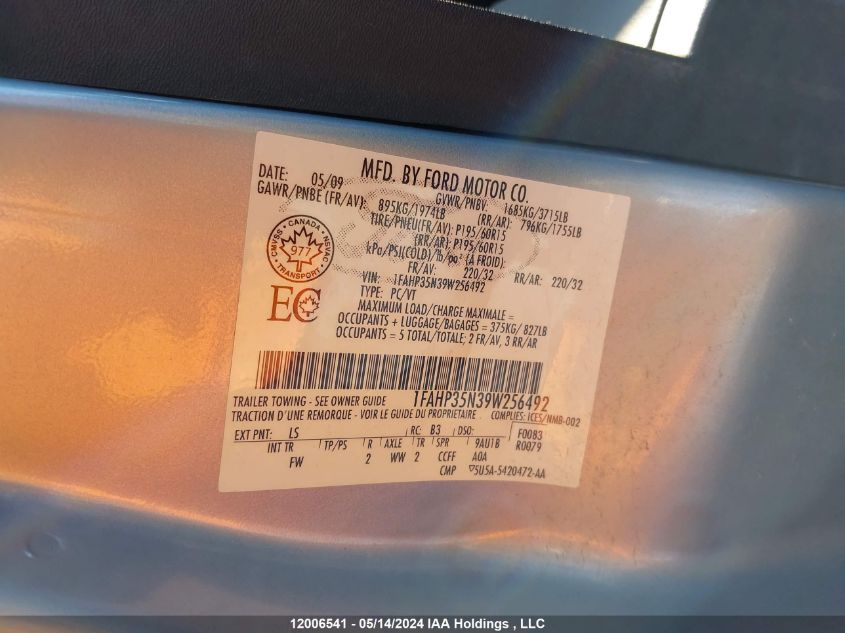 MFD. BY FORD MOTOR CO.
DATE: 05/09 GVWR/PNBV: 1685KG/3715LB
GAWR/PNBE (FR/AV): 895KG/1974LB (RR/AR): 796KG/1755LB
TIRE/PNEU(FR/AV): P195/60R15
(RR/AR): P195/60R15
kPa/PSI(COLD)/lb/po² (A FROID):
FR/AV: 220/32 RR/AR: 220/32
VIN: 1FAHP35N39W256492
TYPE: PC/VT
CMVSS • CANADA • NSVAC
977
TRANSPORT
EC
MAXIMUM LOAD/CHARGE MAXIMALE =
OCCUPANTS + LUGGAGE/BAGAGES = 375KG/ 827LB
OCCUPANTS = 5 TOTAL/TOTALE; 2 FR/AV, 3 RR/AR
1FAHP35N39W256492
TRAILER TOWING - SEE OWNER GUIDE
TRACTION D'UNE REMORQUE - VOIR LE GUIDE DU PROPRIETAIRE COMPLIES: ICES/NMB-002
EXT PNT: LS RC: B3 DSO: F0083
INT TR TP/PS R AXLE TR SPR 9AU1B R0079
FW 2 WW 2 CCFF A0A
CMP 5U5A-5420472-AA
12006541 - 05/14/2024 IAA Holdings , LLC